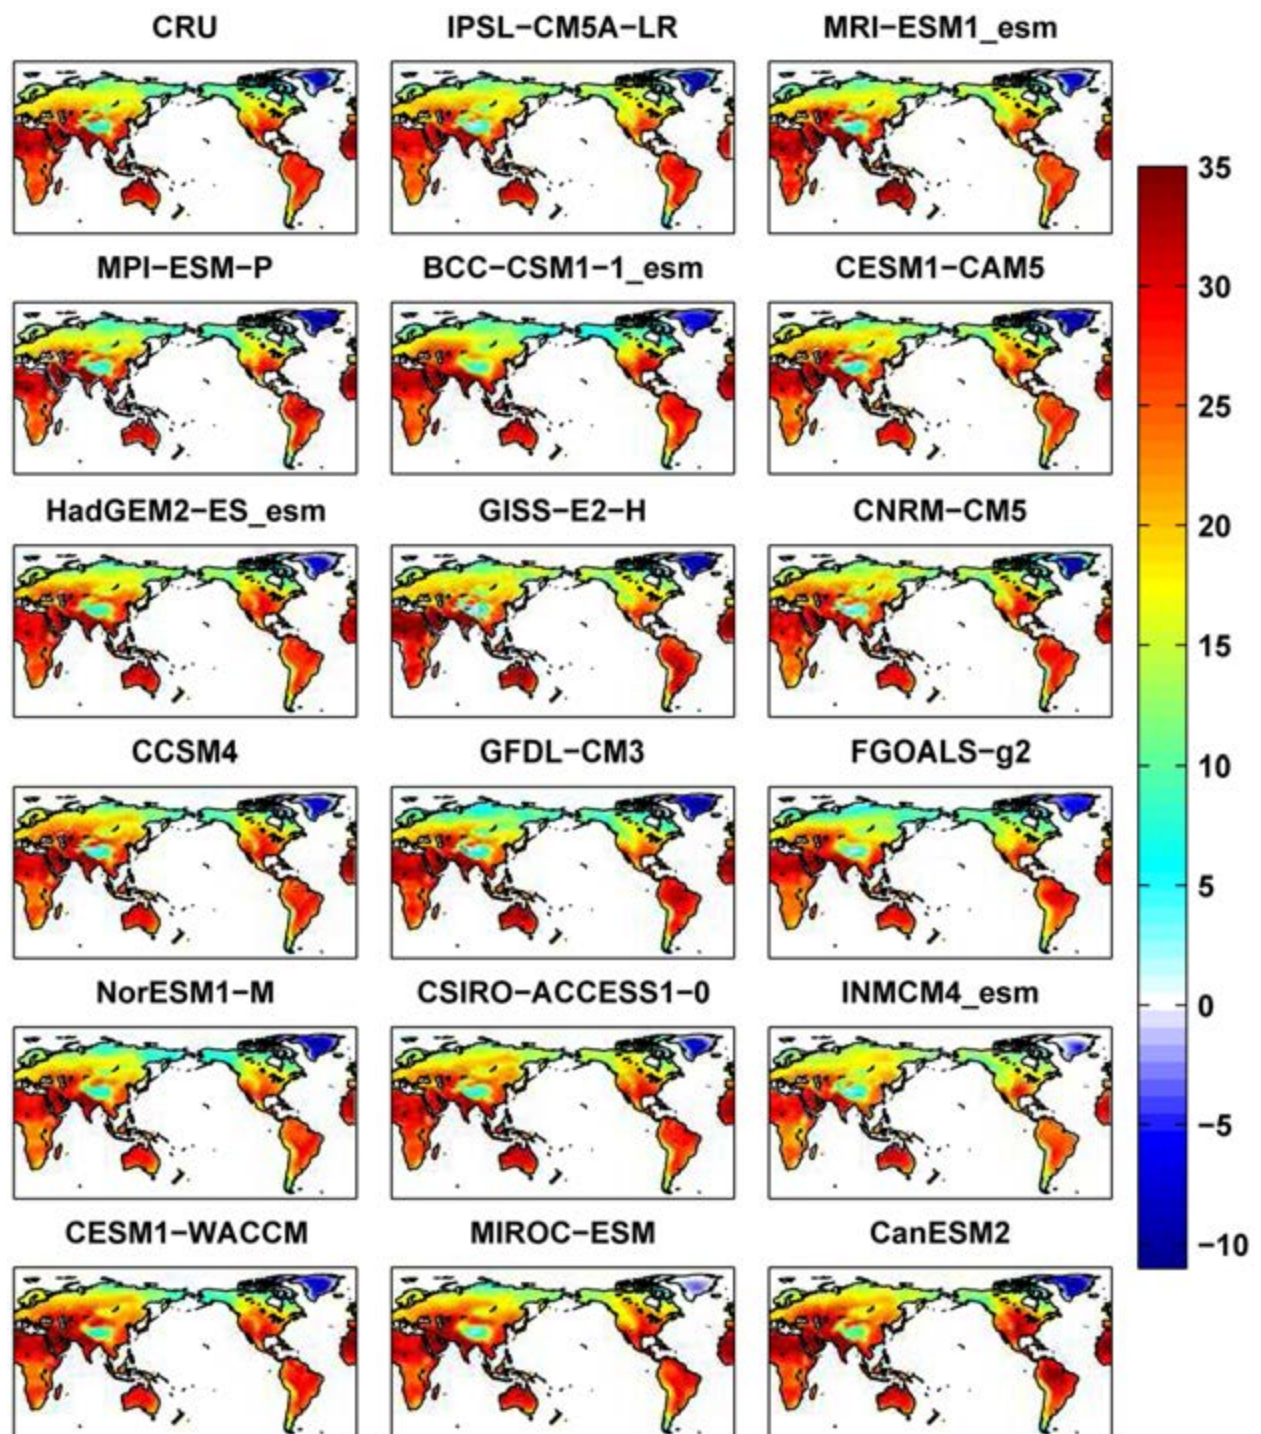 CRU IPSL−CM5A−LR MRI−ESM1_esm
35
30
25
20
15
10
5
0
−5
−10
MPI−ESM−P BCC−CSM1−1_esm CESM1−CAM5
HadGEM2−ES_esm GISS−E2−H CNRM−CM5
CCSM4 GFDL−CM3 FGOALS−g2
NorESM1−M CSIRO−ACCESS1−0 INMCM4_esm
CESM1−WACCM MIROC−ESM CanESM2